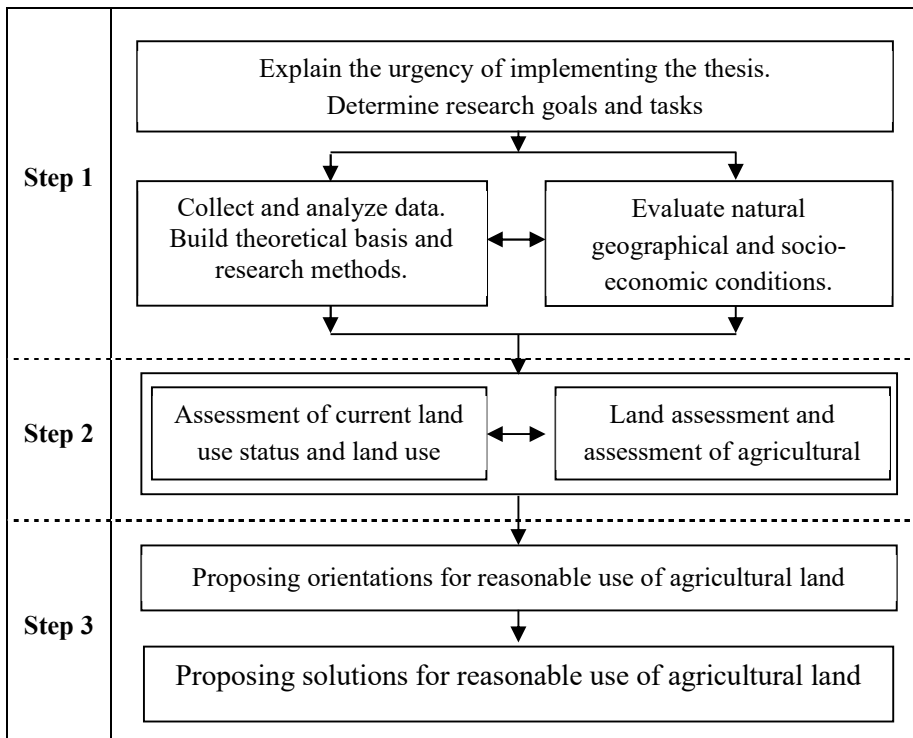 Step 1
Explain the urgency of implementing the thesis.
Determine research goals and tasks
Collect and analyze data.
Build theoretical basis and
research methods.
Evaluate natural
geographical and socio-
economic conditions.
Step 2
Assessment of current land
use status and land use
Land assessment and
assessment of agricultural
Step 3
Proposing orientations for reasonable use of agricultural land
Proposing solutions for reasonable use of agricultural land